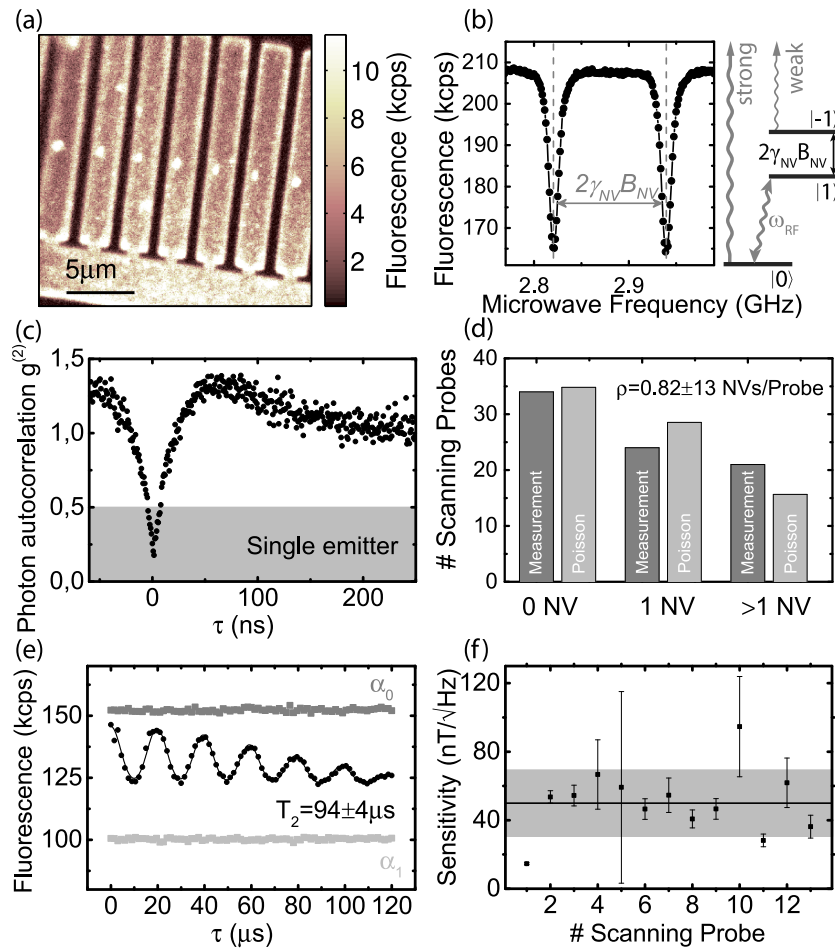 (a)
5μm
Fluorescence (kcps)
10
8
6
4
2
(b)
Fluorescence (kcps)
210
200
190
180
170
2γNVBNV
2.8
2.9
Microwave Frequency (GHz)
strong
weak
|-1⟩
2γNVBNV
|1⟩
ωRF
|0⟩
(c)
Photon autocorrelation g(2)
1,5
1,0
0,5
0,0
Single emitter
0
100
200
τ (ns)
(d)
# Scanning Probes
40
30
20
10
0
ρ=0.82±13 NVs/Probe
Measurement
Poisson
Measurement
Poisson
Measurement
Poisson
0 NV
1 NV
>1 NV
(e)
Fluorescence (kcps)
150
125
100
α0
T2=94±4μs
α1
0 20 40 60 80 100 120
τ (μs)
(f)
Sensitivity (nT/√Hz)
120
80
40
0
2 4 6 8 10 12
# Scanning Probe